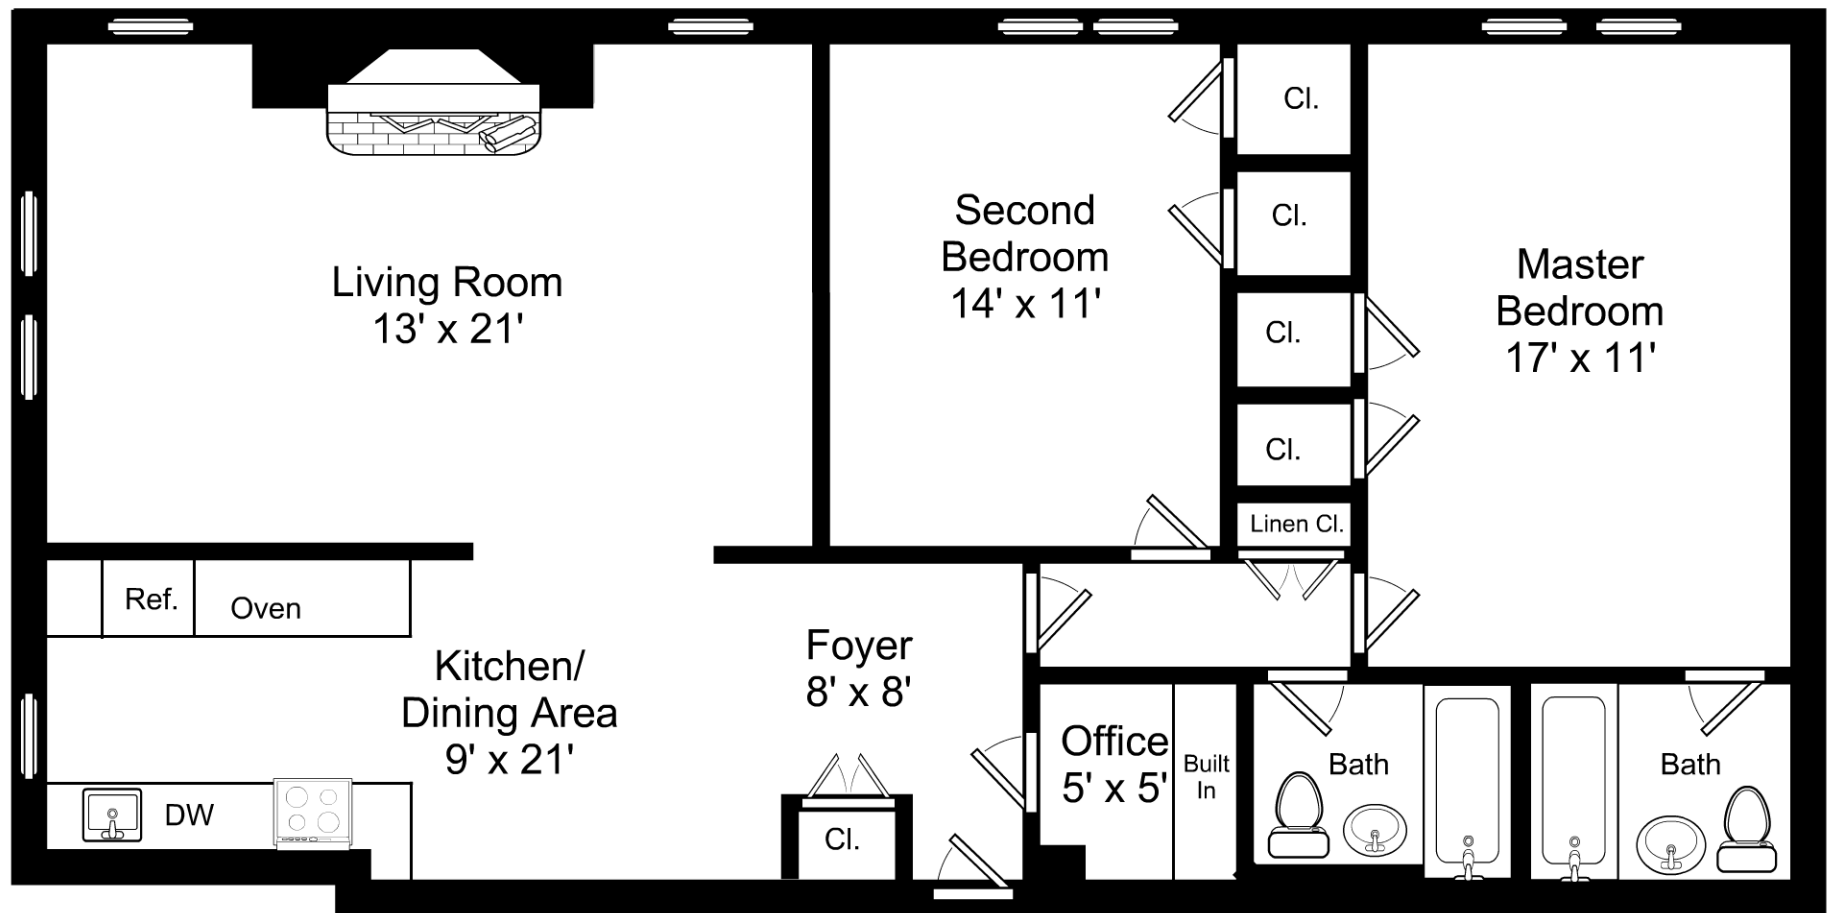 Living Room
13' x 21'
Second
Bedroom
14' x 11'
Cl.
Cl.
Cl.
Cl.
Linen Cl.
Master
Bedroom
17' x 11'
Ref.
Oven
Kitchen/
Dining Area
9' x 21'
DW
Foyer
8' x 8'
Cl.
Office
5' x 5'
Built
In
Bath
Bath